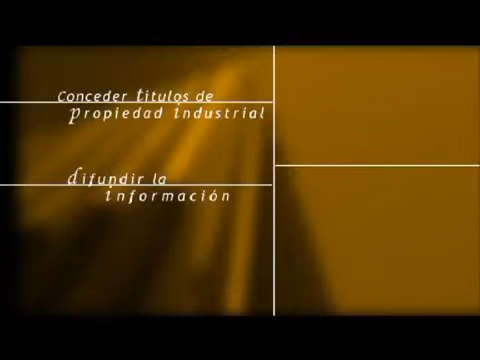 Conceder títulos de
propiedad industrial
difundir la
información